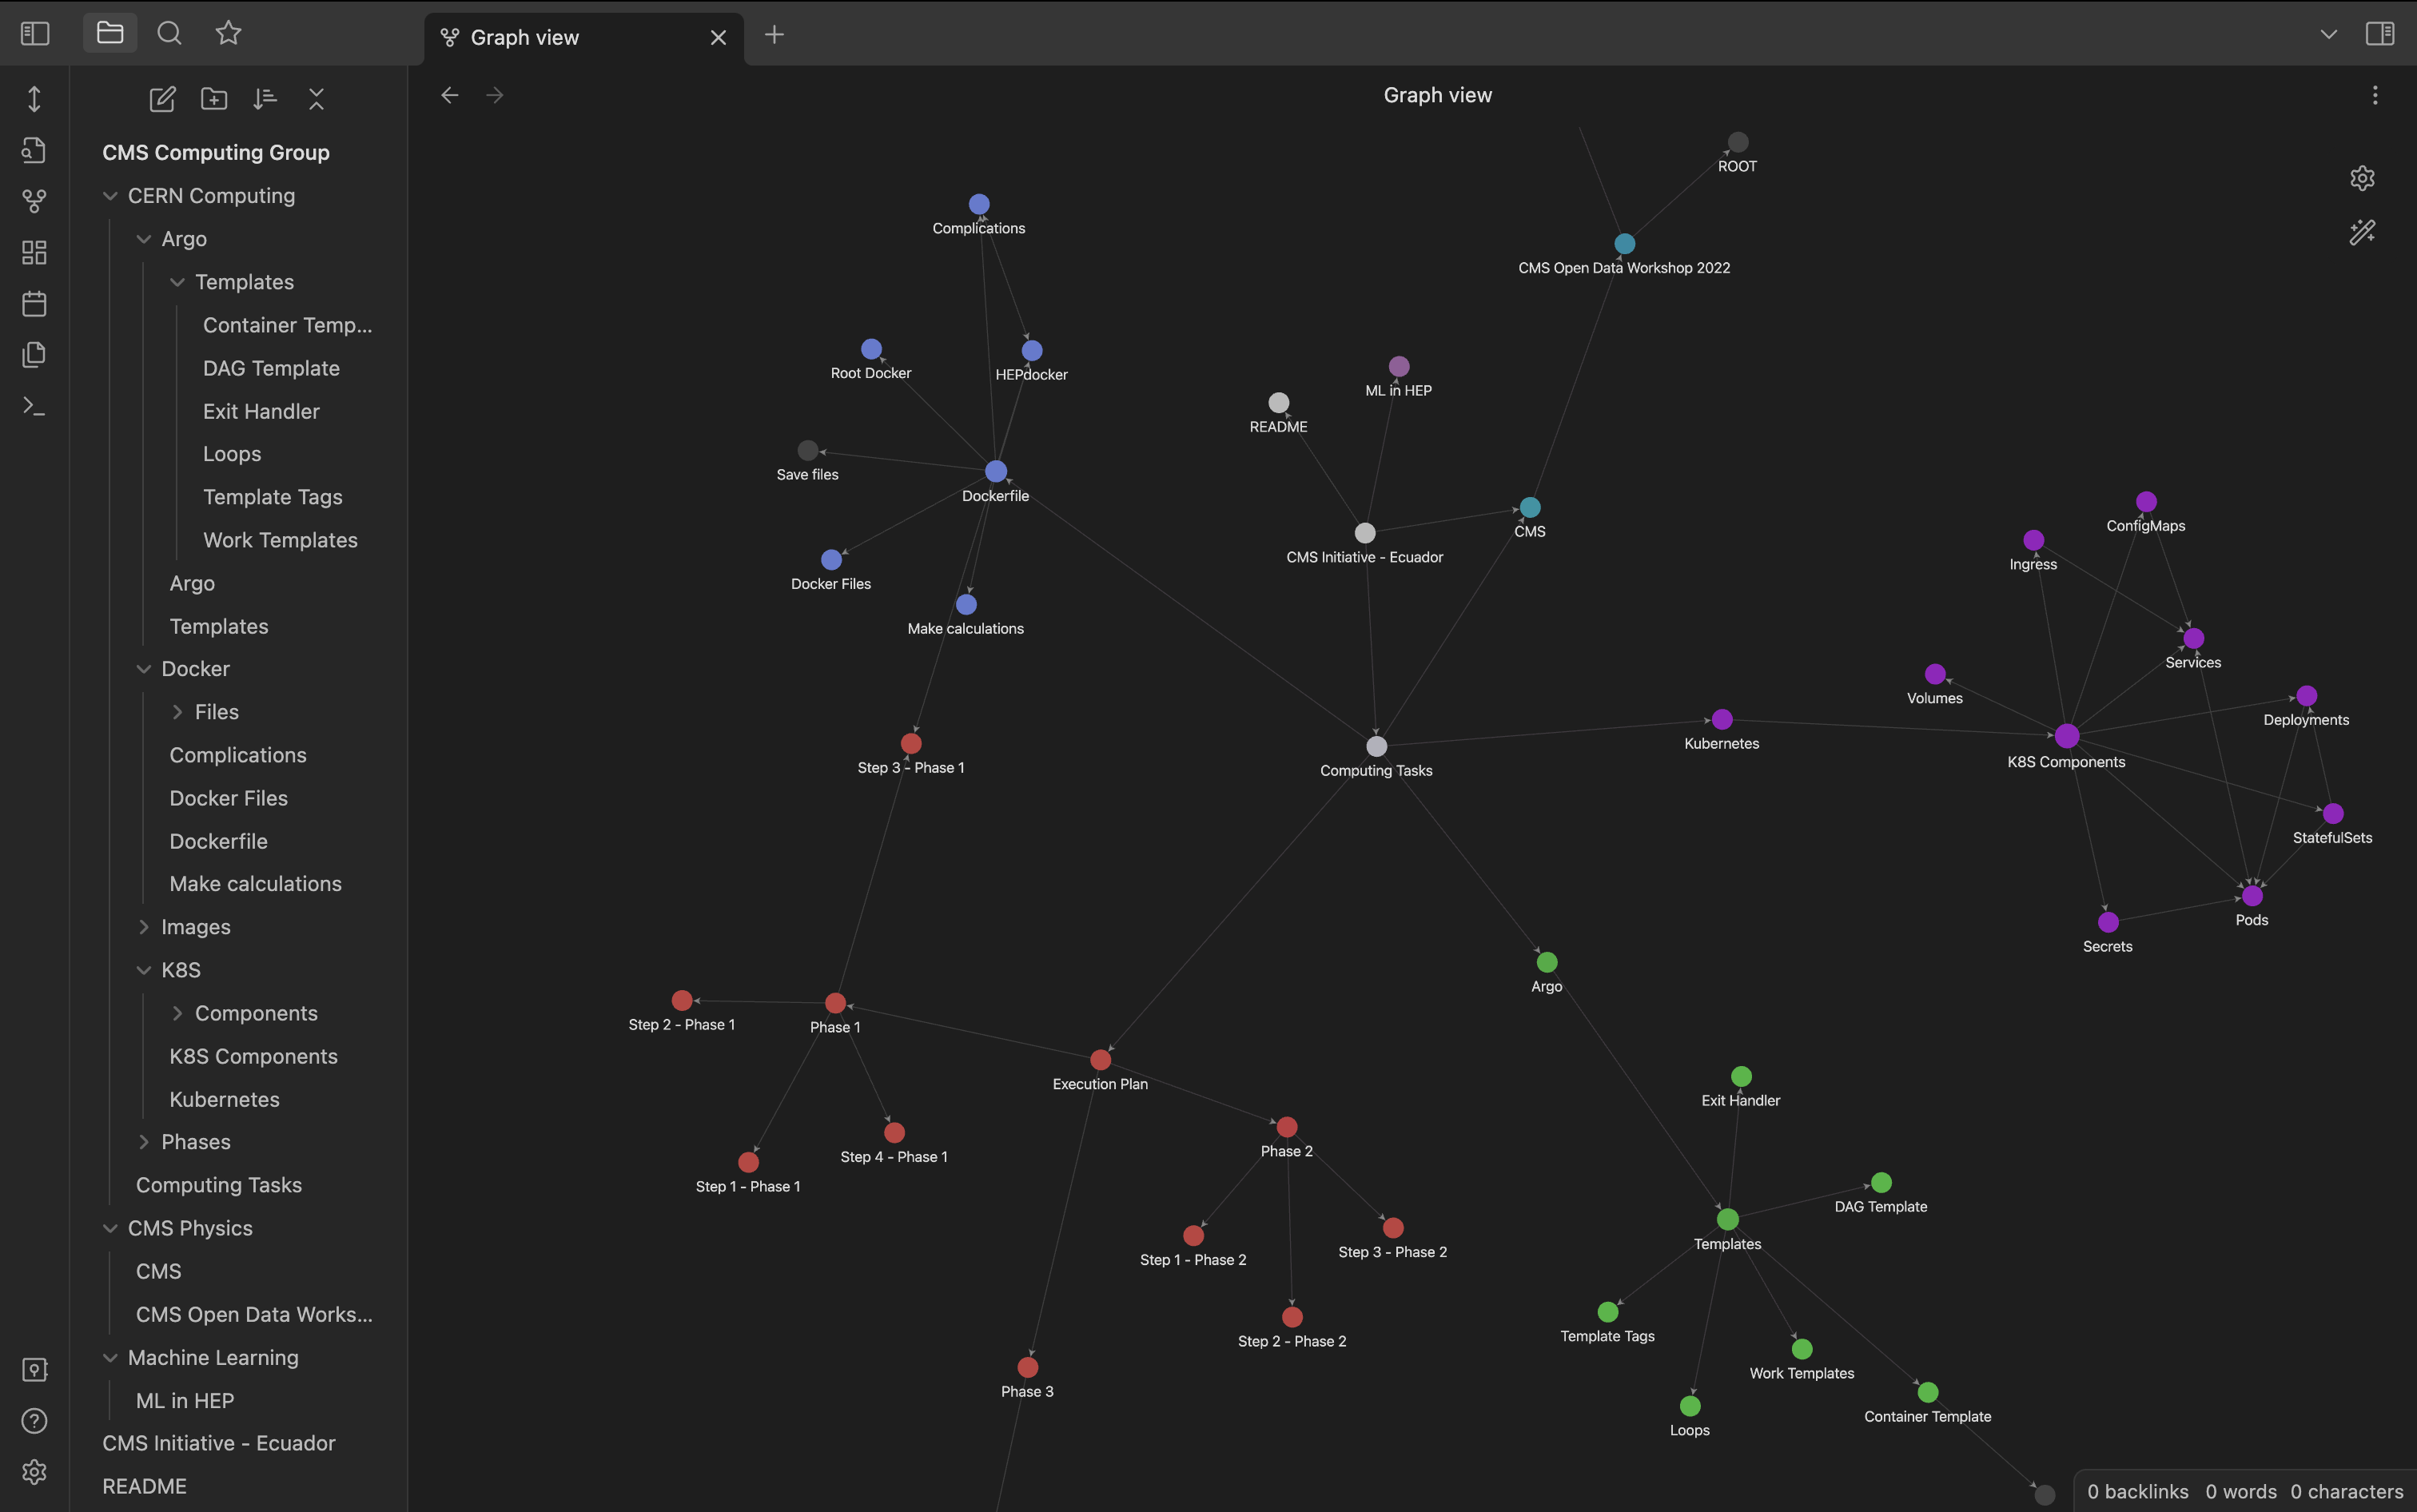 Graph view
Graph view
CMS Computing Group
CERN Computing
Argo
Templates
Container Temp...
DAG Template
Exit Handler
Loops
Template Tags
Work Templates
Argo
Templates
Docker
Files
Complications
Docker Files
Dockerfile
Make calculations
Images
K8S
Components
K8S Components
Kubernetes
Phases
Computing Tasks
CMS Physics
CMS
CMS Open Data Works...
Machine Learning
ML in HEP
CMS Initiative - Ecuador
README
ROOT
Complications
CMS Open Data Workshop 2022
Root Docker
HEPdocker
ML in HEP
README
Save files
Dockerfile
CMS
ConfigMaps
CMS Initiative - Ecuador
Ingress
Docker Files
Make calculations
Services
Volumes
Deployments
Kubernetes
K8S Components
Step 3 - Phase 1
Computing Tasks
StatefulSets
Pods
Secrets
Argo
Step 2 - Phase 1
Phase 1
Execution Plan
Exit Handler
Phase 2
Step 4 - Phase 1
Step 1 - Phase 1
DAG Template
Templates
Step 3 - Phase 2
Step 1 - Phase 2
Template Tags
Step 2 - Phase 2
Work Templates
Phase 3
Container Template
Loops
0 backlinks 0 words 0 characters